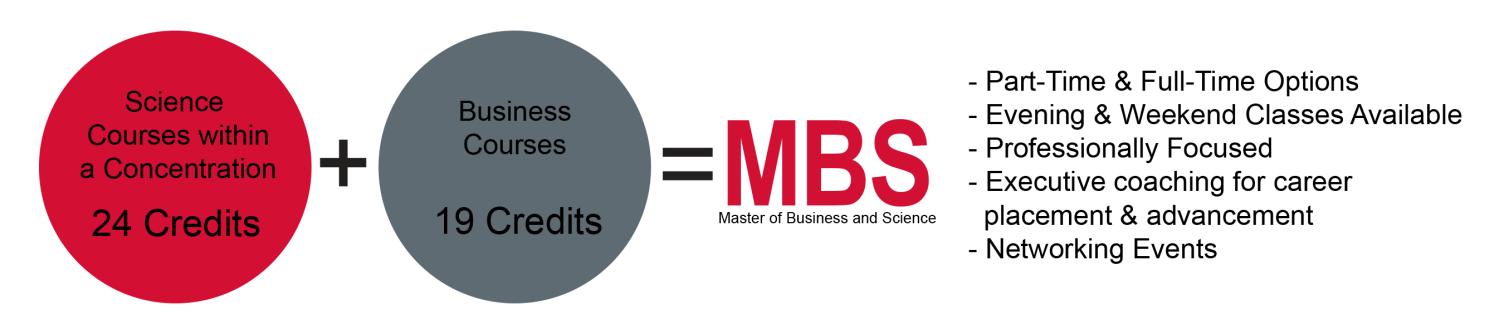 Science
Courses within
a Concentration
24 Credits
+
Business
Courses
19 Credits
=
MBS
Master of Business and Science
- Part-Time & Full-Time Options
- Evening & Weekend Classes Available
- Professionally Focused
- Executive coaching for career
placement & advancement
- Networking Events